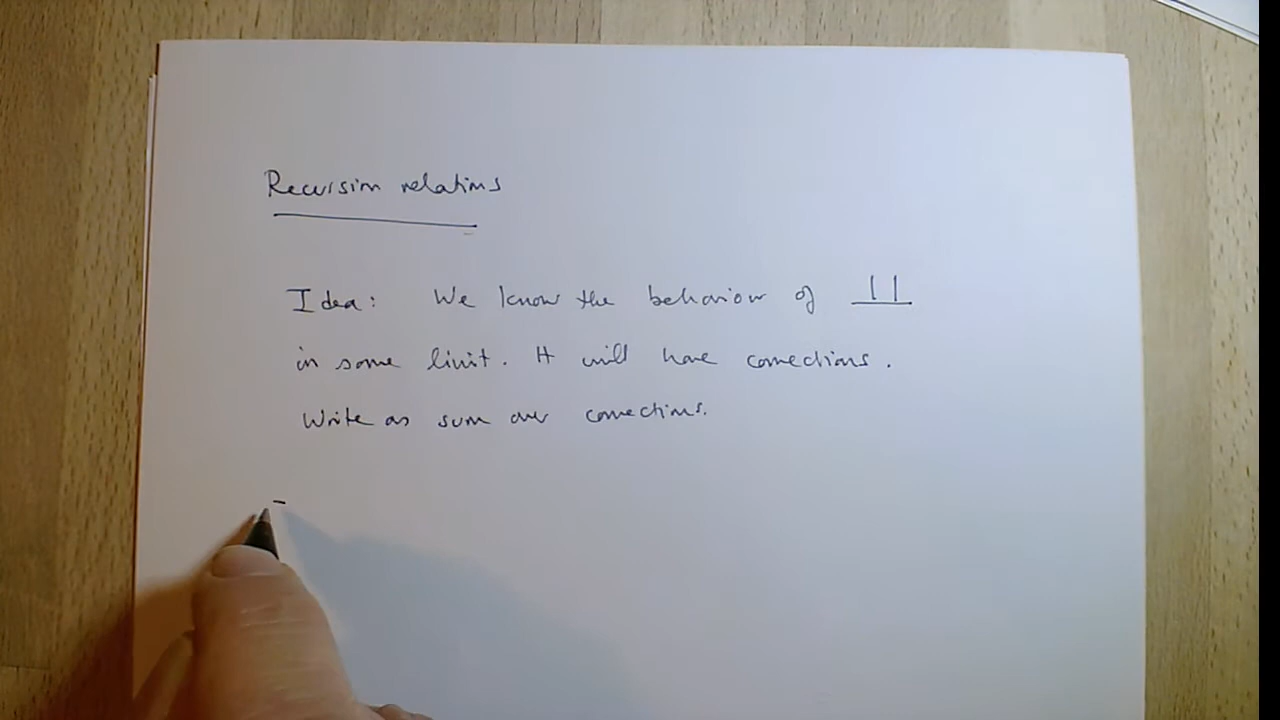 Recursion relations
Idea: We know the behaviour of
in some limit. It will have corrections.
Write as sum over corrections.